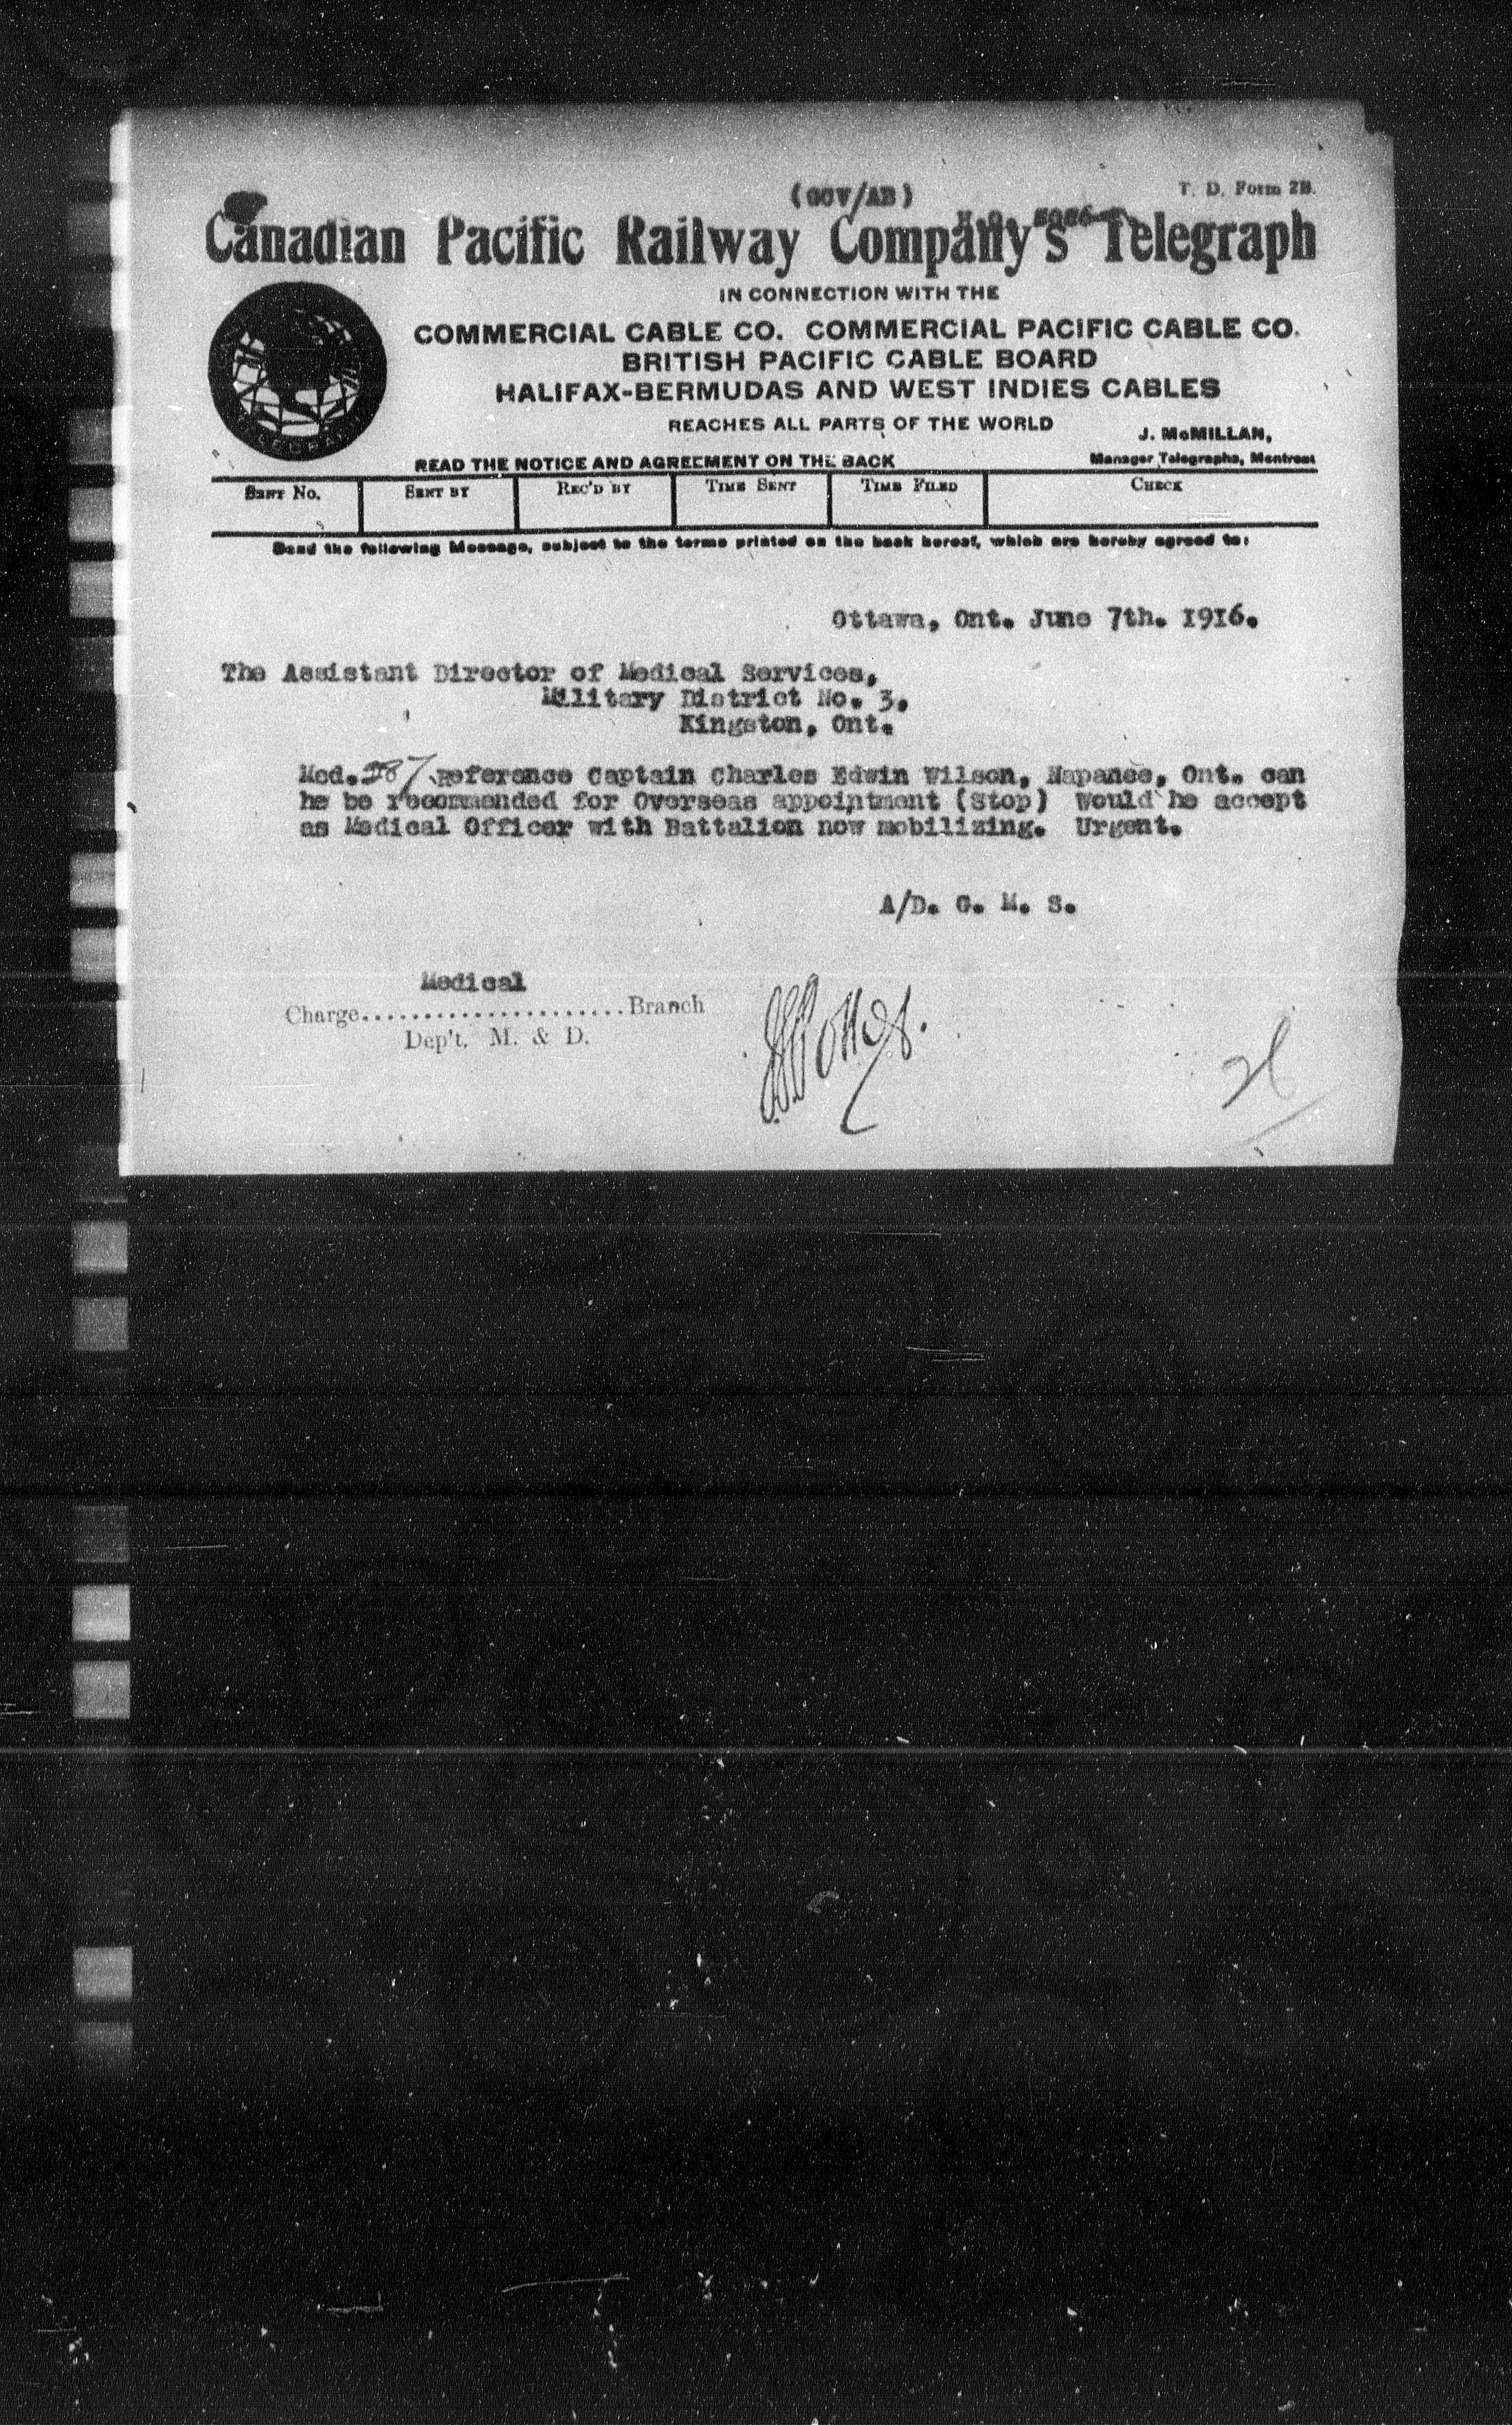 (GOV/AB)
T. D. Form 2B.
Canadian Pacific Railway Company's Telegraph
IN CONNECTION WITH THE
COMMERCIAL CABLE CO. COMMERCIAL PACIFIC CABLE CO.
BRITISH PACIFIC CABLE BOARD
HALIFAX-BERMUDAS AND WEST INDIES CABLES
REACHES ALL PARTS OF THE WORLD
J. McMILLAN,
READ THE NOTICE AND AGREEMENT ON THE BACK
Manager Telegraphs, Montreal
SENT NO. SENT BY REC'D BY TIME SENT TIME FILED CHECK
Send the following Message, subject to the terms printed on the back hereof, which are hereby agreed to:
Ottawa, Ont. June 7th. 1916.
The Assistant Director of Medical Services,
Military District No. 3,
Kingston, Ont.
Med. 287 Reference Captain Charles Edwin Wilson, Napanee, Ont. can
he be recommended for Overseas appointment (Stop) Would he accept
as Medical Officer with Battalion now mobilizing. Urgent.
A/D. G. M. S.
Medical
Charge......................Branch
Dep't. M. & D.